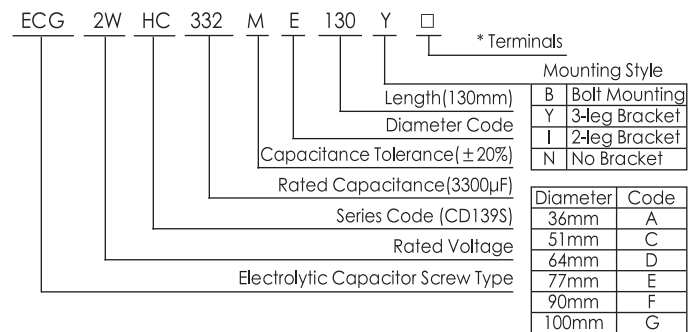 ECG 2W HC 332 M E 130 Y □
* Terminals
Mounting Style
B Bolt Mounting
Y 3-leg Bracket
I 2-leg Bracket
N No Bracket
Length(130mm)
Diameter Code
Capacitance Tolerance(±20%)
Rated Capacitance(3300µF)
Series Code (CD139S)
Rated Voltage
Electrolytic Capacitor Screw Type
Diameter Code
36mm A
51mm C
64mm D
77mm E
90mm F
100mm G